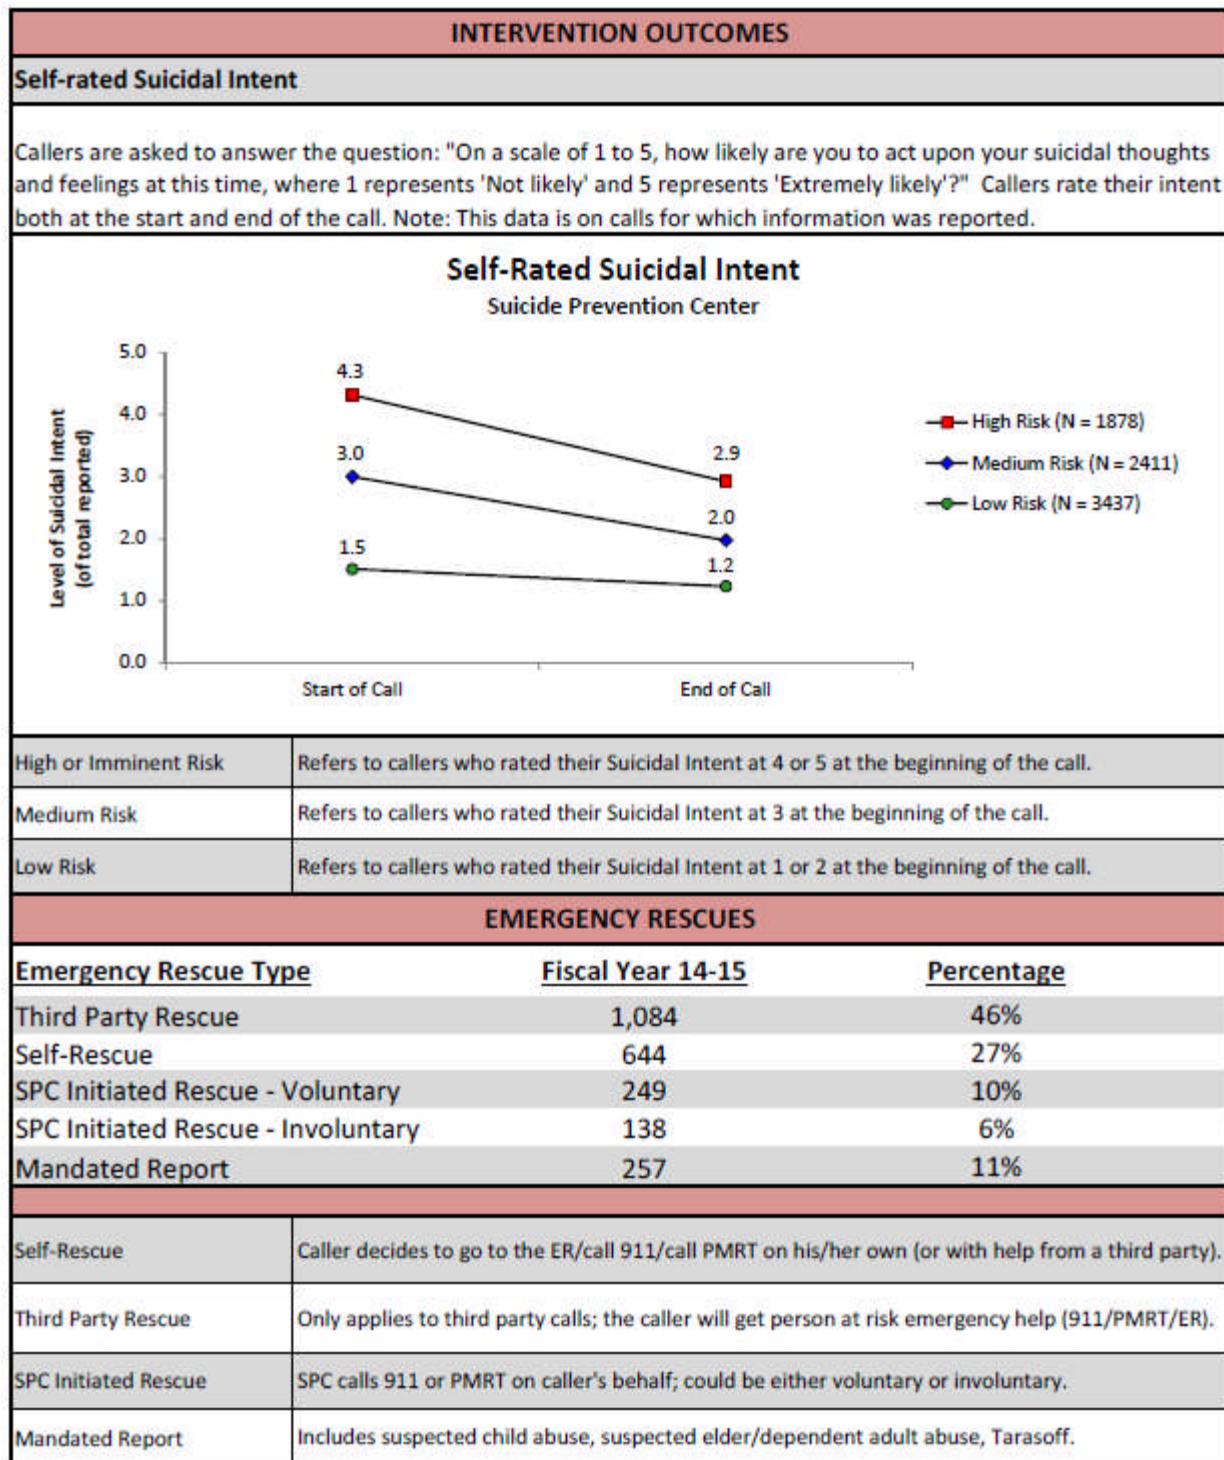 INTERVENTION OUTCOMES
Self-rated Suicidal Intent
Callers are asked to answer the question: "On a scale of 1 to 5, how likely are you to act upon your suicidal thoughts
and feelings at this time, where 1 represents 'Not likely' and 5 represents 'Extremely likely'?"  Callers rate their intent
both at the start and end of the call. Note: This data is on calls for which information was reported.
Self-Rated Suicidal Intent
Suicide Prevention Center
Level of Suicidal Intent
(of total reported)
5.0
4.0
3.0
2.0
1.0
0.0
4.3
2.9
3.0
2.0
1.5
1.2
Start of Call
End of Call
High Risk (N = 1878)
Medium Risk (N = 2411)
Low Risk (N = 3437)
High or Imminent Risk Refers to callers who rated their Suicidal Intent at 4 or 5 at the beginning of the call.
Medium Risk Refers to callers who rated their Suicidal Intent at 3 at the beginning of the call.
Low Risk Refers to callers who rated their Suicidal Intent at 1 or 2 at the beginning of the call.
EMERGENCY RESCUES
Emergency Rescue Type Fiscal Year 14-15 Percentage
Third Party Rescue 1,084 46%
Self-Rescue 644 27%
SPC Initiated Rescue - Voluntary 249 10%
SPC Initiated Rescue - Involuntary 138 6%
Mandated Report 257 11%
Self-Rescue Caller decides to go to the ER/call 911/call PMRT on his/her own (or with help from a third party).
Third Party Rescue Only applies to third party calls; the caller will get person at risk emergency help (911/PMRT/ER).
SPC Initiated Rescue SPC calls 911 or PMRT on caller's behalf; could be either voluntary or involuntary.
Mandated Report Includes suspected child abuse, suspected elder/dependent adult abuse, Tarasoff.